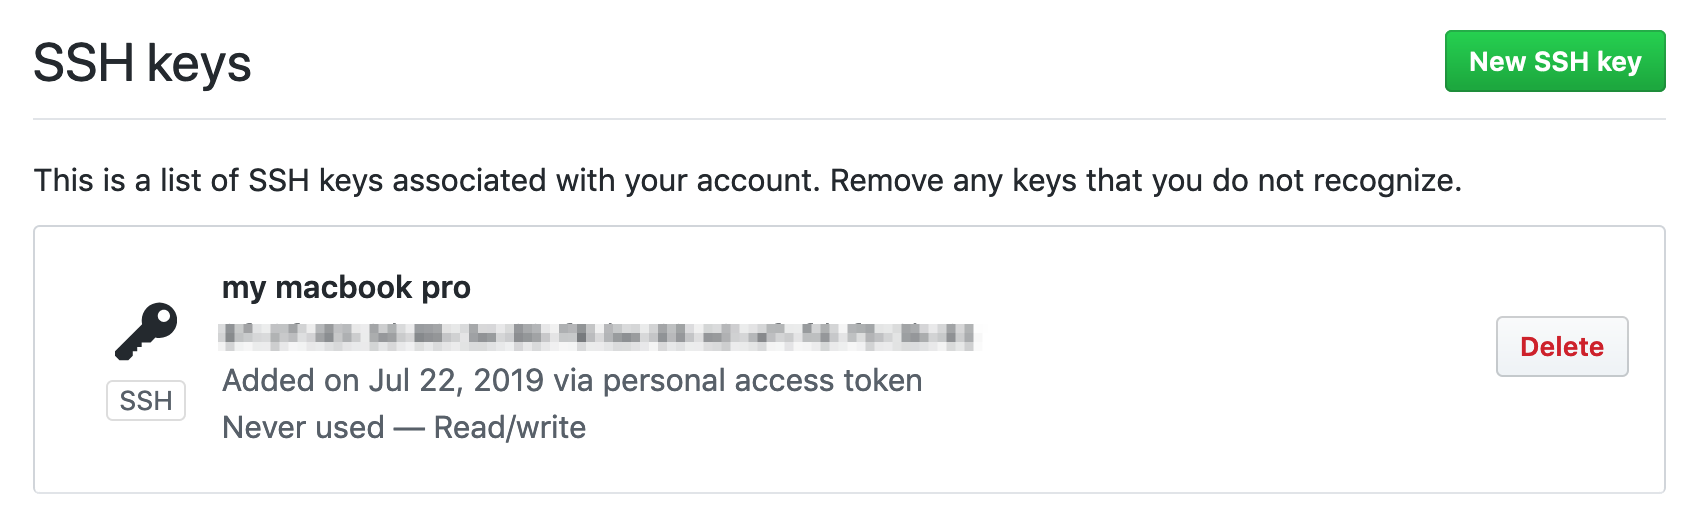 SSH keys
New SSH key
This is a list of SSH keys associated with your account. Remove any keys that you do not recognize.
my macbook pro
Added on Jul 22, 2019 via personal access token
SSH
Never used — Read/write
Delete